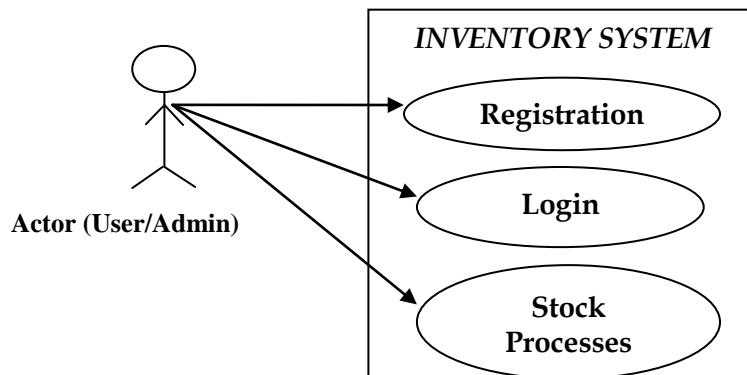 INVENTORY SYSTEM
Registration
Login
Actor (User/Admin)
Stock
Processes